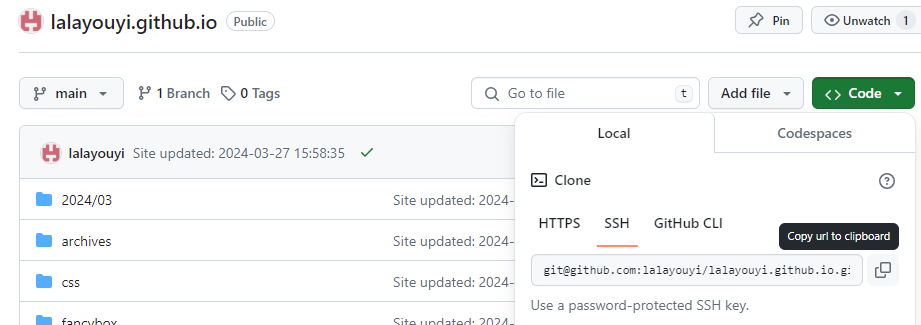 lalayouyi.github.io Public
Pin
Unwatch 1
main
1 Branch
0 Tags
Go to file t
Add file
Code
lalayouyi Site updated: 2024-03-27 15:58:35
2024/03 Site updated: 2024-
archives Site updated: 2024-
css Site updated: 2024-
fancybox Site updated: 2024-
Local
Codespaces
Clone
HTTPS SSH GitHub CLI
Copy url to clipboard
git@github.com:lalayouyi/lalayouyi.github.io.gi
Use a password-protected SSH key.